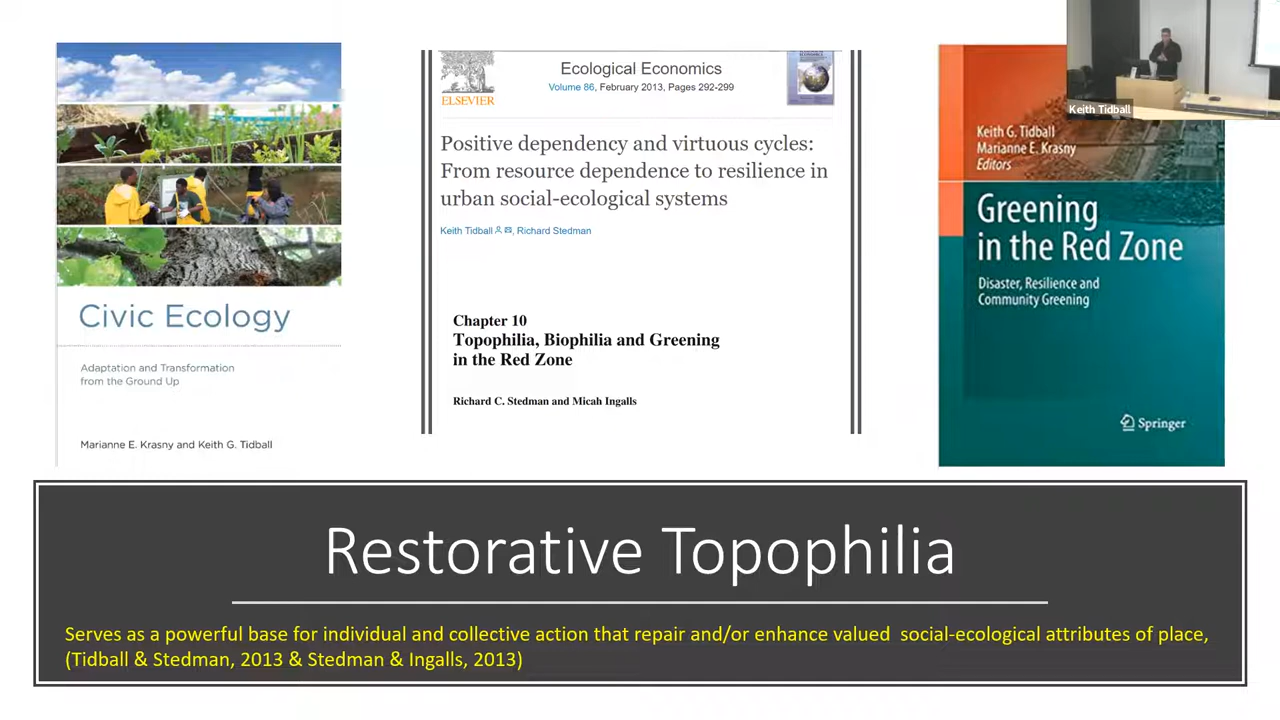 Civic Ecology
Adaptation and Transformation
from the Ground Up
Marianne E. Krasny and Keith G. Tidball
ELSEVIER
Ecological Economics
Volume 86, February 2013, Pages 292-299
Positive dependency and virtuous cycles:
From resource dependence to resilience in
urban social-ecological systems
Keith Tidball, Richard Stedman
Chapter 10
Topophilia, Biophilia and Greening
in the Red Zone
Richard C. Stedman and Micah Ingalls
Keith Tidball
Keith G. Tidball
Marianne E. Krasny
Editors
Greening
in the Red Zone
Disaster, Resilience and
Community Greening
Springer
Restorative Topophilia
Serves as a powerful base for individual and collective action that repair and/or enhance valued social-ecological attributes of place,
(Tidball & Stedman, 2013 & Stedman & Ingalls, 2013)